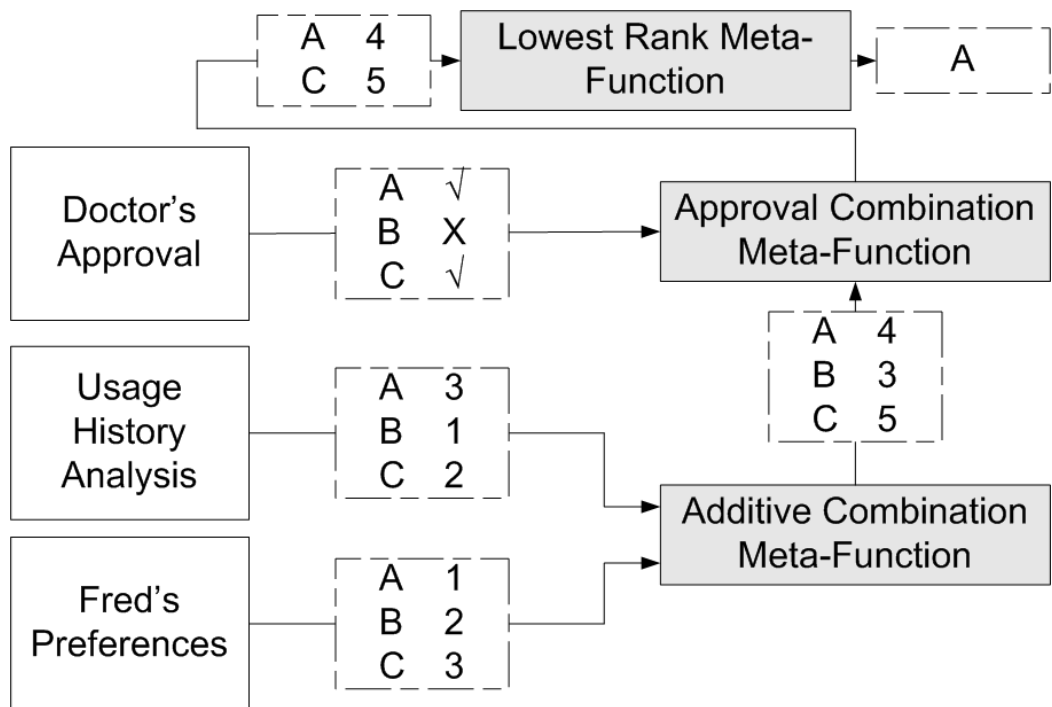 A 4
C 5
Lowest Rank Meta-
Function
A
Doctor's
Approval
A √
B X
C √
Approval Combination
Meta-Function
A 4
B 3
C 5
Usage
History
Analysis
A 3
B 1
C 2
Additive Combination
Meta-Function
Fred's
Preferences
A 1
B 2
C 3